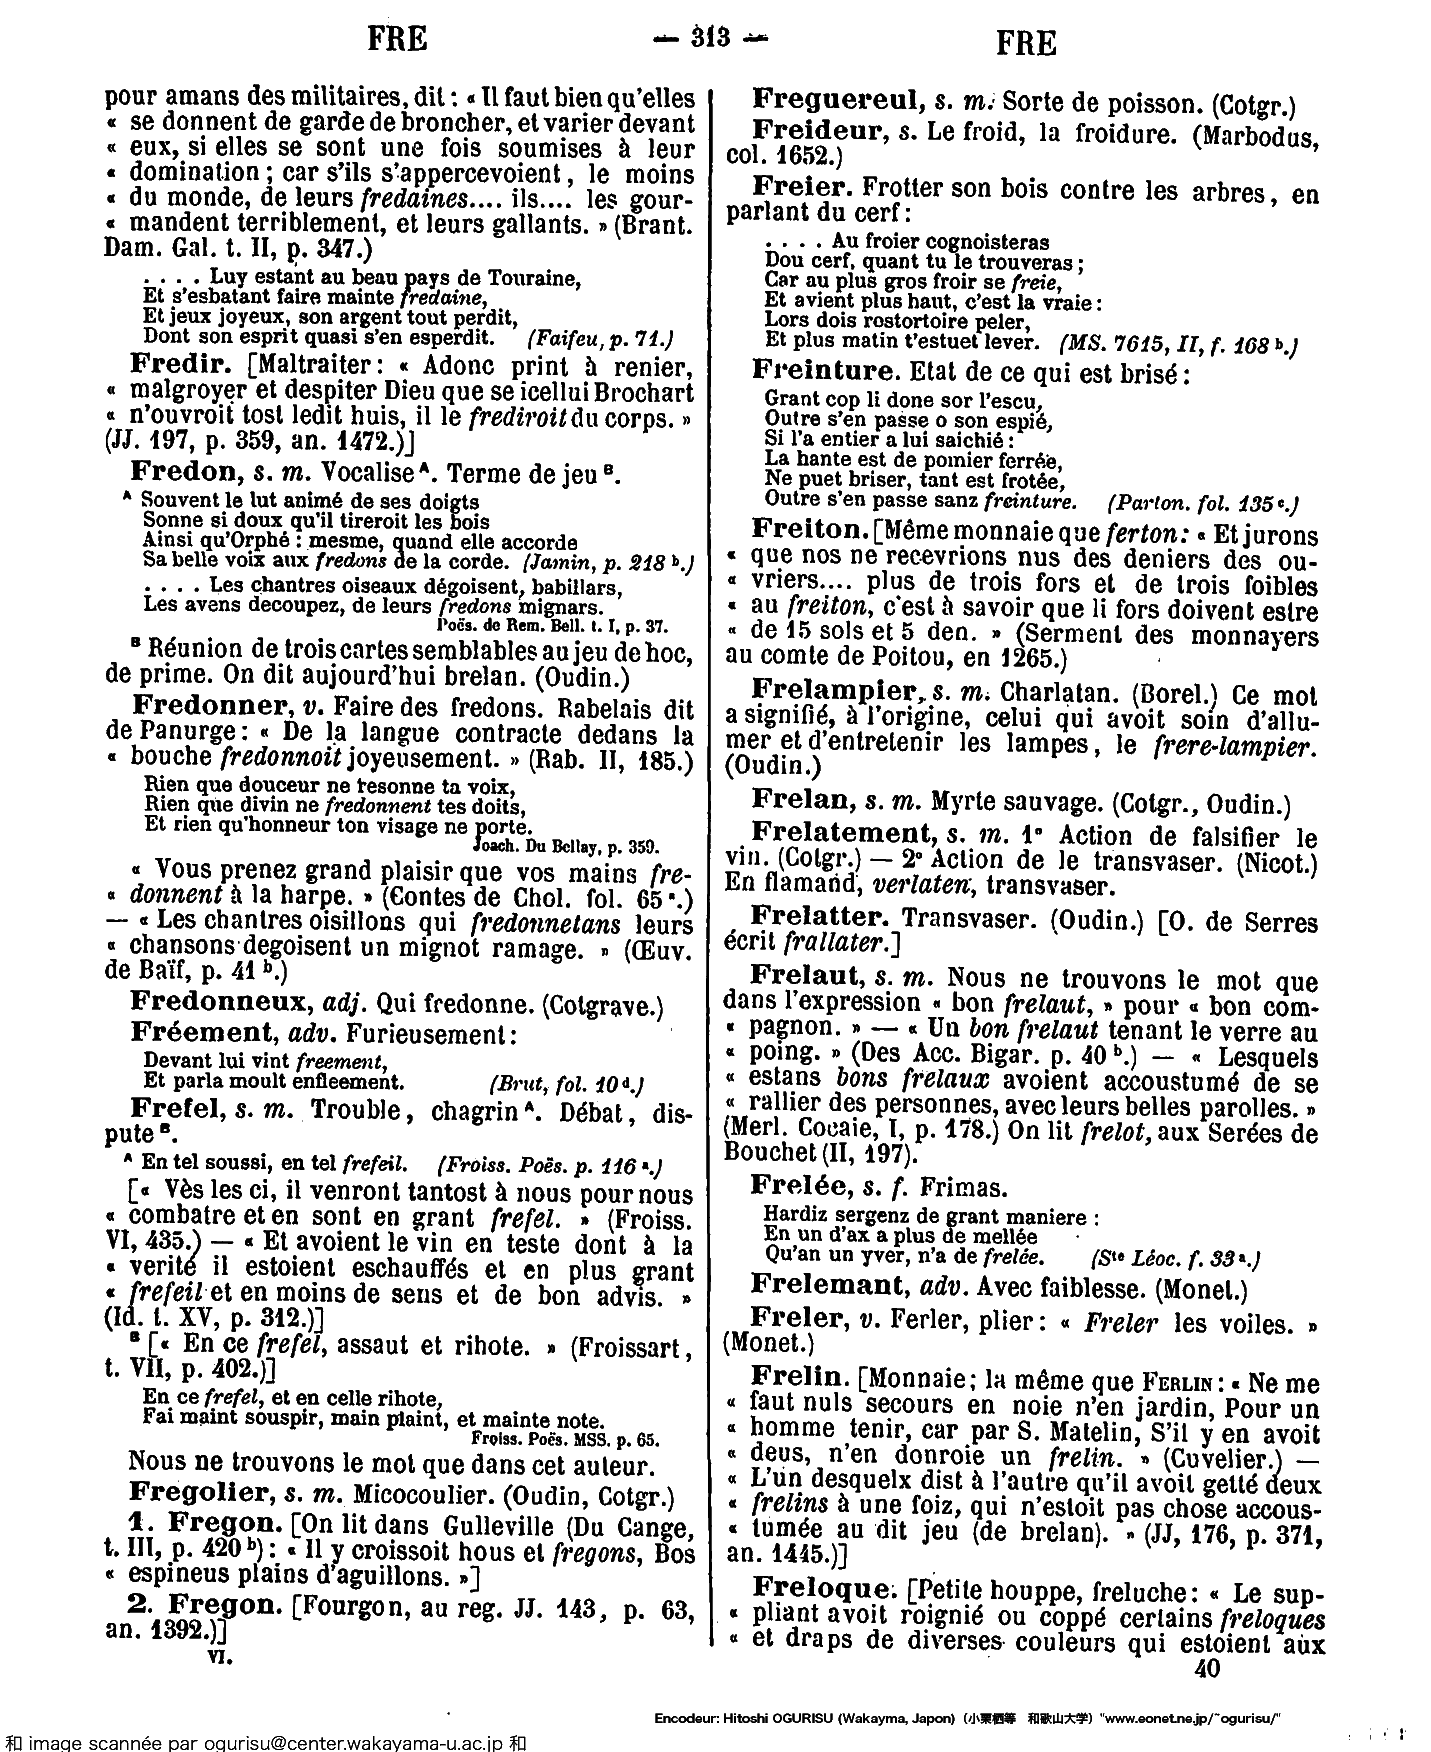 FRE — 313 — FRE
pour amans des militaires, dit : « Il faut bien qu'elles
« se donnent de garde de broncher, et varier devant
« eux, si elles se sont une fois soumises à leur
« domination ; car s'ils s'appercevoient, le moins
« du monde, de leurs fredaines.... ils.... les gour-
« mandent terriblement, et leurs gallants. » (Brant.
Dam. Gal. t. II, p. 347.)
. . . . Luy estant au beau pays de Touraine,
Et s'esbatant faire mainte fredaine,
Et jeux joyeux, son argent tout perdit,
Dont son esprit quasi s'en esperdit. (Faifeu, p. 71.)
Fredir. [Maltraiter : « Adonc print à renier,
« malgroyer et despiter Dieu que se icellui Brochart
« n'ouvroit tost ledit huis, il le frediroit du corps. »
(JJ. 197, p. 359, an. 1472.)]
Fredon, s. m. Vocalise ᴬ. Terme de jeu ᴮ.
ᴬ Souvent le lut animé de ses doigts
Sonne si doux qu'il tireroit les bois
Ainsi qu'Orphé : mesme, quand elle accorde
Sa belle voix aux fredons de la corde. (Jamin, p. 218 ᵇ.)
. . . . Les chantres oiseaux dégoisent, babillars,
Les avens decoupez, de leurs fredons mignars.
Poës. de Rem. Bell. t. I, p. 37.
ᴮ Réunion de trois cartes semblables au jeu de hoc,
de prime. On dit aujourd'hui brelan. (Oudin.)
Fredonner, v. Faire des fredons. Rabelais dit
de Panurge : « De la langue contracte dedans la
« bouche fredonnoit joyeusement. » (Rab. II, 185.)
Rien que douceur ne resonne ta voix,
Rien que divin ne fredonnent tes doits,
Et rien qu'honneur ton visage ne porte.
Joach. Du Bellay, p. 359.
« Vous prenez grand plaisir que vos mains fre-
« donnent à la harpe. » (Contes de Chol. fol. 65 ᵃ.)
— « Les chantres oisillons qui fredonnetans leurs
« chansons degoisent un mignot ramage. » (Œuv.
de Baïf, p. 41 ᵇ.)
Fredonneux, adj. Qui fredonne. (Cotgrave.)
Fréement, adv. Furieusement :
Devant lui vint freement,
Et parla moult enfleement. (Brut, fol. 10 ᵈ.)
Frefel, s. m. Trouble, chagrin ᴬ. Débat, dis-
pute ᴮ.
ᴬ En tel soussi, en tel frefeil. (Froiss. Poës. p. 116 ᵃ.)
[« Vès les ci, il venront tantost à nous pour nous
« combatre et en sont en grant frefel. » (Froiss.
VI, 435.) — « Et avoient le vin en teste dont à la
« verité il estoient eschauffés et en plus grant
« frefeil et en moins de sens et de bon advis. »
(Id. t. XV, p. 312.)]
ᴮ [« En ce frefel, assaut et rihote. » (Froissart,
t. VII, p. 402.)]
En ce frefel, et en celle rihote,
Fai maint souspir, main plaint, et mainte note.
Froiss. Poës. MSS. p. 65.
Nous ne trouvons le mot que dans cet auteur.
Fregolier, s. m. Micocoulier. (Oudin, Cotgr.)
1. Fregon. [On lit dans Gulleville (Du Cange,
t. III, p. 420 ᵇ) : « Il y croissoit hous et fregons, Bos
« espineus plains d'aguillons. »]
2. Fregon. [Fourgon, au reg. JJ. 143, p. 63,
an. 1392.)]
VI.
Freguereul, s. m. Sorte de poisson. (Cotgr.)
Freideur, s. Le froid, la froidure. (Marbodus,
col. 1652.)
Freier. Frotter son bois contre les arbres, en
parlant du cerf :
. . . . Au froier cognoisteras
Dou cerf, quant tu le trouveras ;
Car au plus gros froir se freie,
Et avient plus haut, c'est la vraie :
Lors dois rostortoire peler,
Et plus matin t'estuet lever. (MS. 7615, II, f. 168 ᵇ.)
Freinture. Etat de ce qui est brisé :
Grant cop li done sor l'escu,
Outre s'en passe o son espié,
Si l'a entier a lui saichié :
La hante est de pomier ferrée,
Ne puet briser, tant est frotée,
Outre s'en passe sanz freinture. (Parton. fol. 135 ᶜ.)
Freiton. [Même monnaie que ferton : « Et jurons
« que nos ne recevrions nus des deniers des ou-
« vriers.... plus de trois fors et de trois foibles
« au freiton, c'est à savoir que li fors doivent estre
« de 15 sols et 5 den. » (Serment des monnayers
au comte de Poitou, en 1265.)
Frelampier, s. m. Charlatan. (Borel.) Ce mot
a signifié, à l'origine, celui qui avoit soin d'allu-
mer et d'entretenir les lampes, le frere-lampier.
(Oudin.)
Frelan, s. m. Myrte sauvage. (Cotgr., Oudin.)
Frelatement, s. m. 1° Action de falsifier le
vin. (Cotgr.) — 2° Action de le transvaser. (Nicot.)
En flamand, verlaten, transvaser.
Frelatter. Transvaser. (Oudin.) [O. de Serres
écrit frallater.]
Frelaut, s. m. Nous ne trouvons le mot que
dans l'expression « bon frelaut, » pour « bon com-
« pagnon. » — « Un bon frelaut tenant le verre au
« poing. » (Des Acc. Bigar. p. 40 ᵇ.) — « Lesquels
« estans bons frelaux avoient accoustumé de se
« rallier des personnes, avec leurs belles parolles. »
(Merl. Cocaie, I, p. 178.) On lit frelot, aux Serées de
Bouchet (II, 197).
Frelée, s. f. Frimas.
Hardiz sergenz de grant maniere :
En un d'ax a plus de mellée
Qu'an un yver, n'a de frelée. (Sᵗᵉ Léoc. f. 33 ᵃ.)
Frelemant, adv. Avec faiblesse. (Monet.)
Freler, v. Ferler, plier : « Freler les voiles. »
(Monet.)
Frelin. [Monnaie ; la même que FERLIN : « Ne me
« faut nuls secours en noie n'en jardin, Pour un
« homme tenir, car par S. Matelin, S'il y en avoit
« deus, n'en donroie un frelin. » (Cuvelier.) —
« L'un desquelx dist à l'autre qu'il avoit getté deux
« frelins à une foiz, qui n'estoit pas chose accous-
« tumée au dit jeu (de brelan). » (JJ, 176, p. 371,
an. 1445.)]
Freloque. [Petite houppe, freluche : « Le sup-
« pliant avoit roignié ou coppé certains freloques
« et draps de diverses couleurs qui estoient aux
40
Encodeur: Hitoshi OGURISU (Wakayma, Japon) (小栗栖等 和歌山大学) "www.eonet.ne.jp/~ogurisu/"
和 image scannée par ogurisu@center.wakayama-u.ac.jp 和